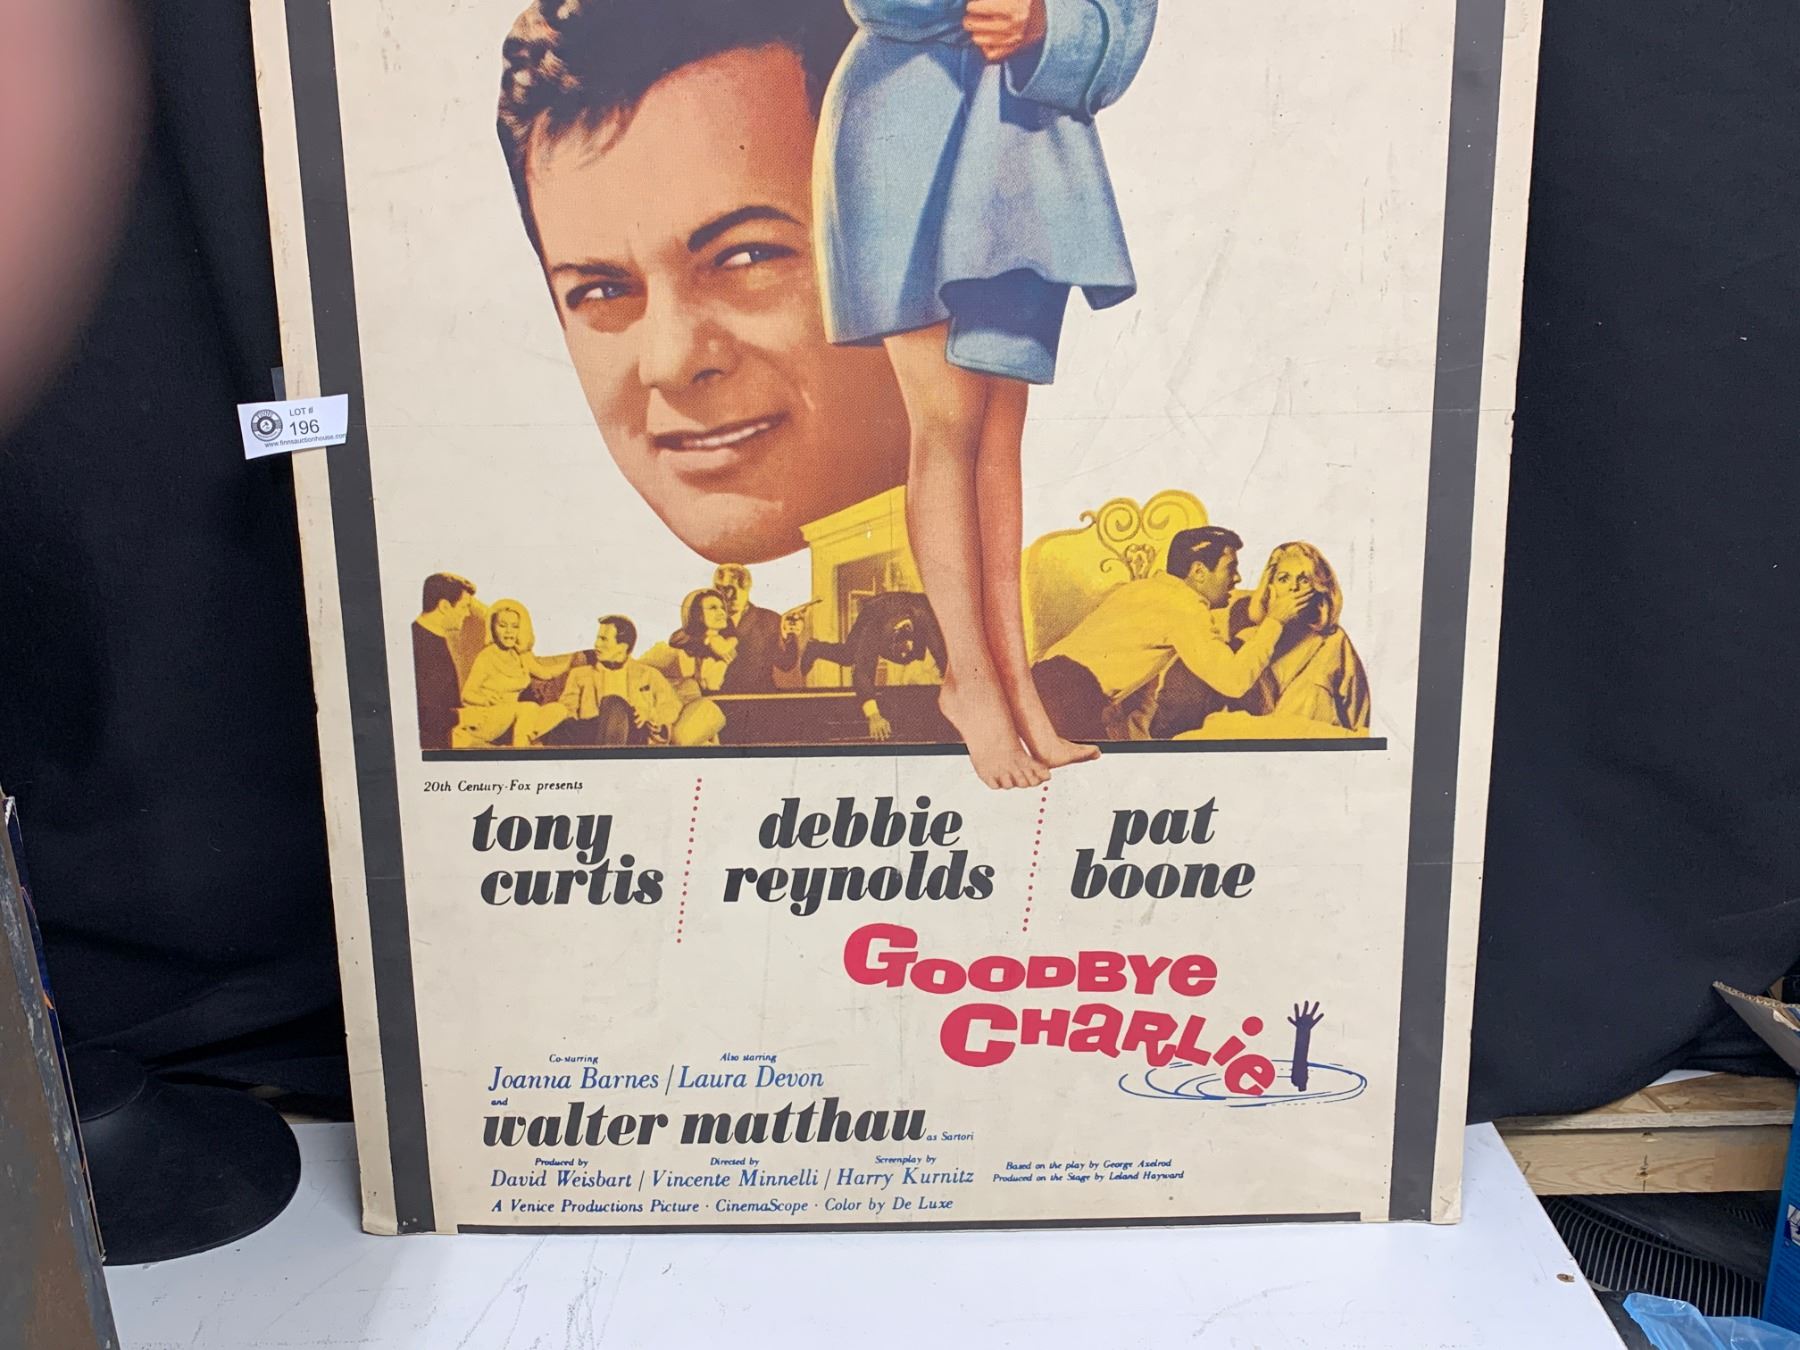 LOT #
196
www.finnsauctionhouse.com
20th Century-Fox presents
tony
curtis
debbie
reynolds
pat
boone
GOODBYe
CHaRLie
Co-starring
Joanna Barnes /
Also starring
Laura Devon
and
walter matthau as Sartori
Produced by
David Weisbart /
Directed by
Vincente Minnelli /
Screenplay by
Harry Kurnitz
Based on the play by George Axelrod
Produced on the Stage by Leland Hayward
A Venice Productions Picture · CinemaScope · Color by De Luxe